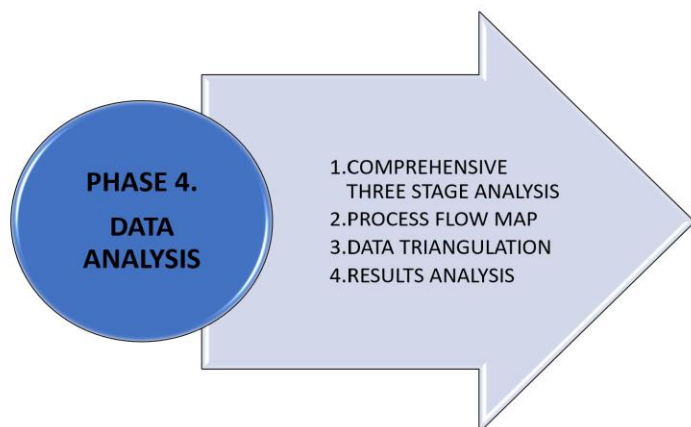 PHASE 4.
DATA
ANALYSIS
1.COMPREHENSIVE
THREE STAGE ANALYSIS
2.PROCESS FLOW MAP
3.DATA TRIANGULATION
4.RESULTS ANALYSIS